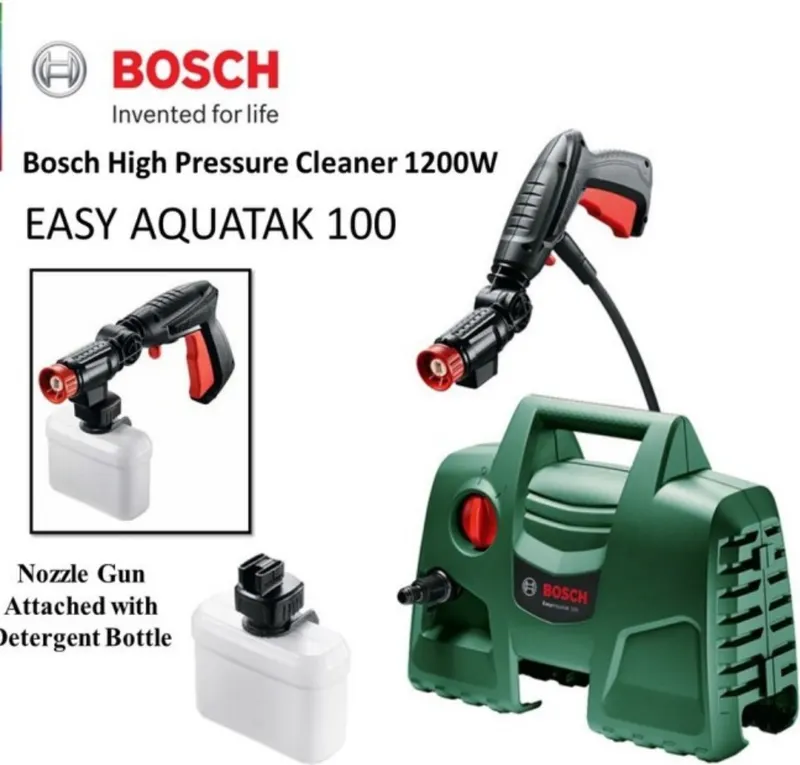 BOSCH
Invented for life
Bosch High Pressure Cleaner 1200W
EASY AQUATAK 100
Nozzle Gun
Attached with
Detergent Bottle
BOSCH